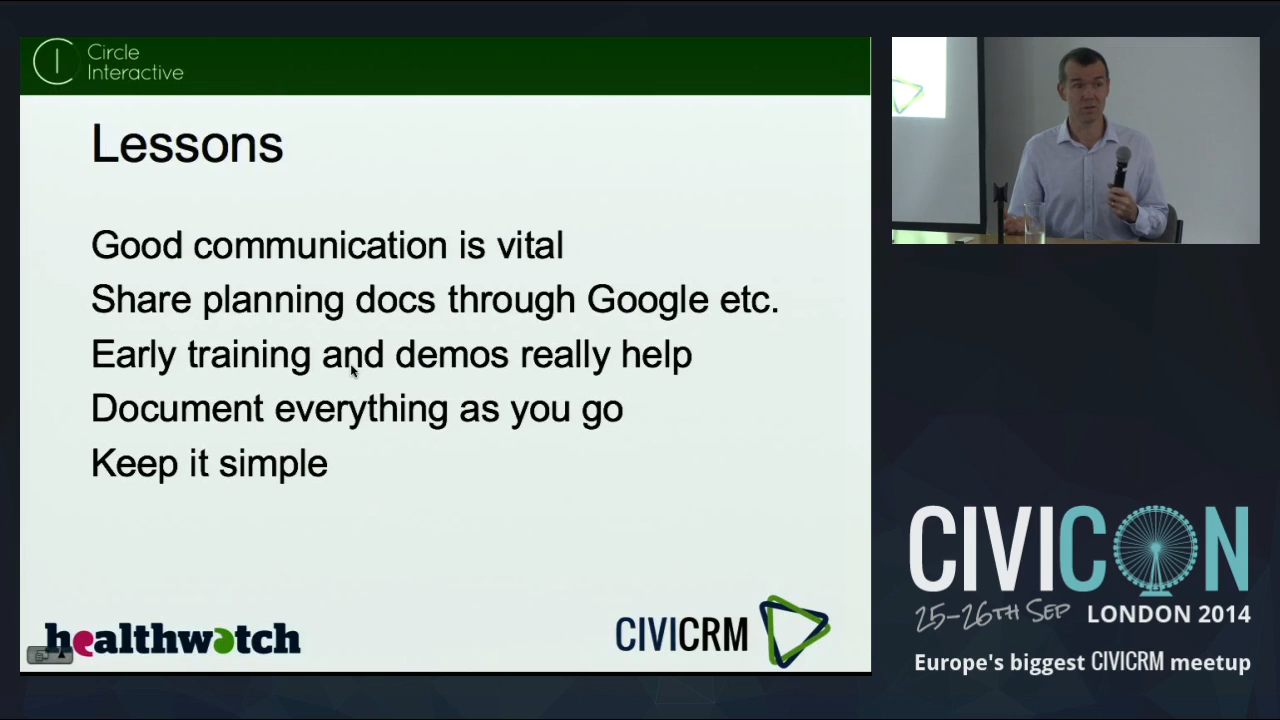 Circle
Interactive
Lessons
Good communication is vital
Share planning docs through Google etc.
Early training and demos really help
Document everything as you go
Keep it simple
healthwatch
CIVICRM
CIVICON
25-26TH SEP LONDON 2014
Europe's biggest CIVICRM meetup